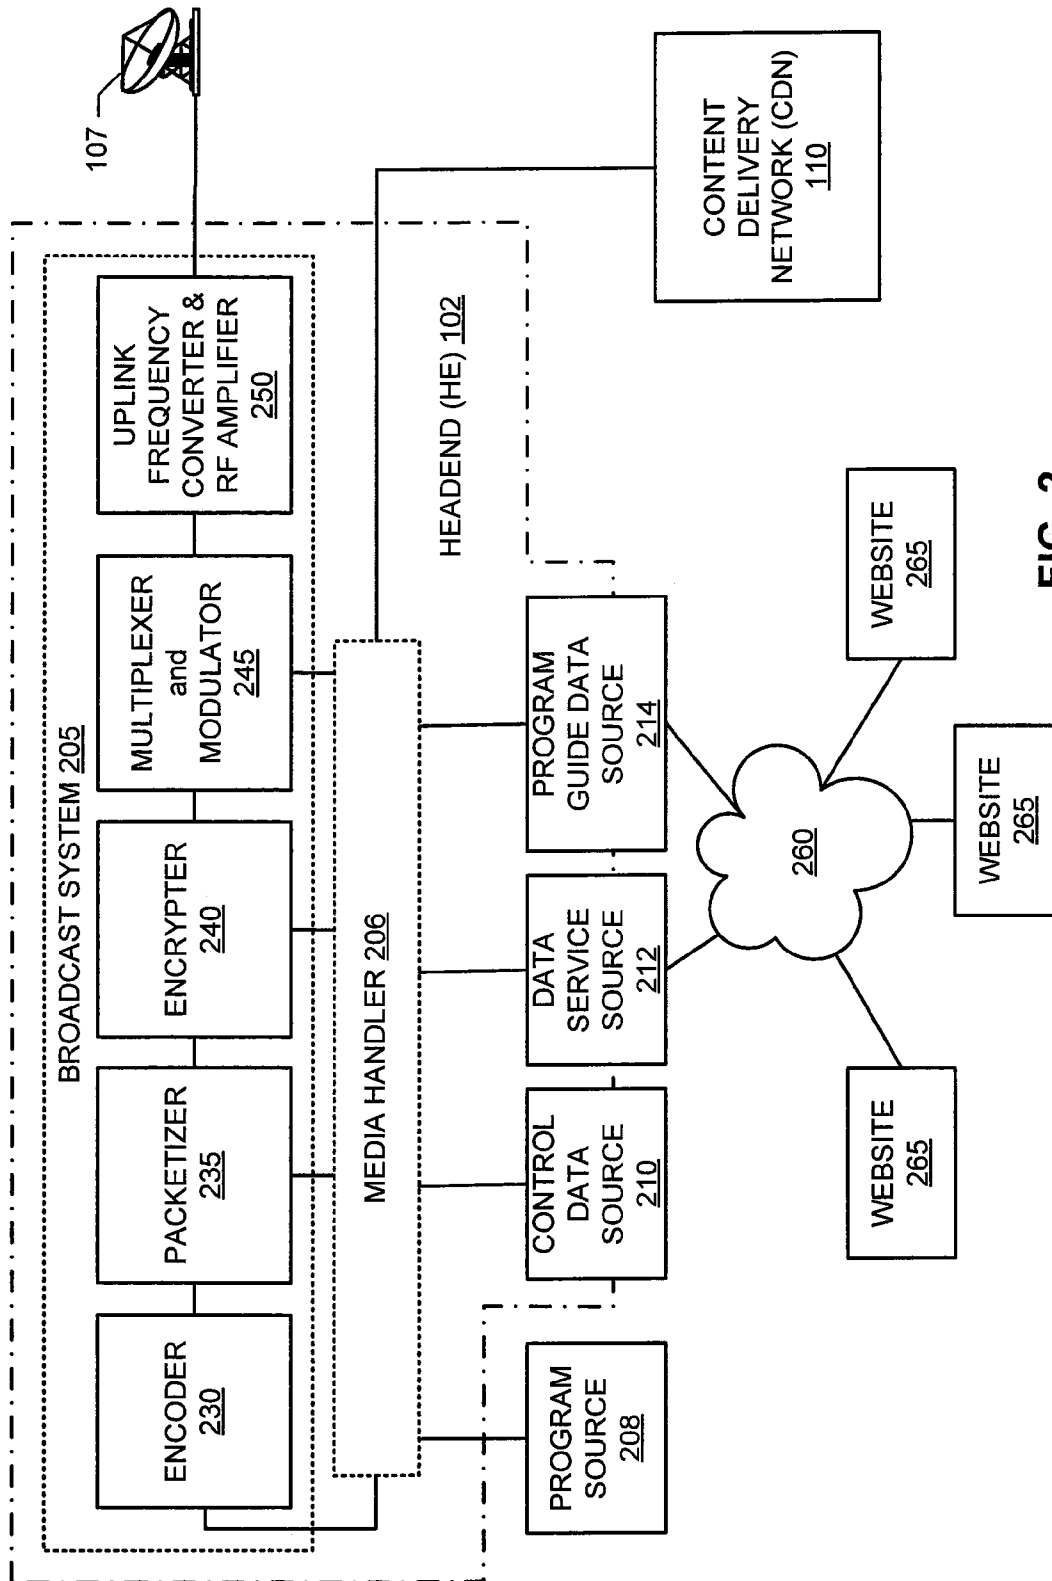 107
BROADCAST SYSTEM 205
ENCODER
230
PACKETIZER
235
ENCRYPTER
240
MULTIPLEXER
and
MODULATOR
245
UPLINK
FREQUENCY
CONVERTER &
RF AMPLIFIER
250
MEDIA HANDLER 206
HEADEND (HE) 102
PROGRAM
SOURCE
208
CONTROL
DATA
SOURCE
210
DATA
SERVICE
SOURCE
212
PROGRAM
GUIDE DATA
SOURCE
214
CONTENT
DELIVERY
NETWORK (CDN)
110
260
WEBSITE
265
WEBSITE
265
WEBSITE
265